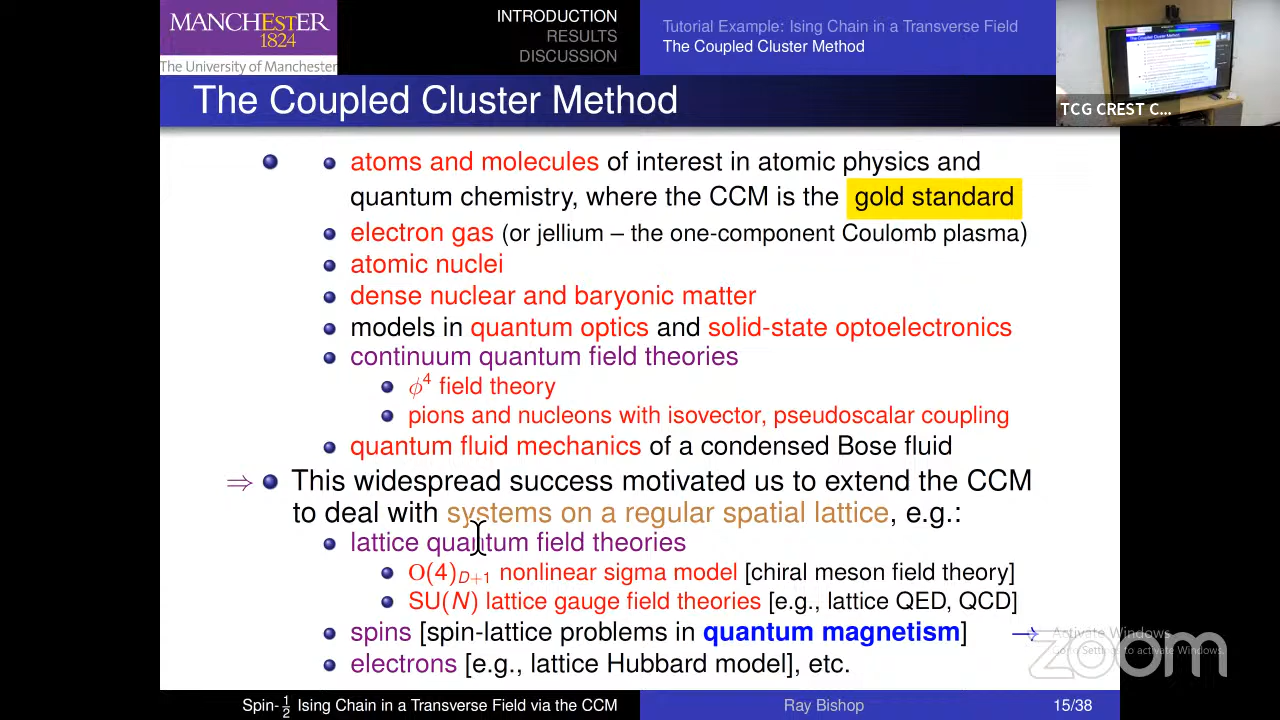 MANCHESTER
1824
The University of Manchester
INTRODUCTION
RESULTS
DISCUSSION
Tutorial Example: Ising Chain in a Transverse Field
The Coupled Cluster Method
The Coupled Cluster Method
TCG CREST C...
atoms and molecules of interest in atomic physics and
quantum chemistry, where the CCM is the gold standard
electron gas (or jellium – the one-component Coulomb plasma)
atomic nuclei
dense nuclear and baryonic matter
models in quantum optics and solid-state optoelectronics
continuum quantum field theories
ϕ⁴ field theory
pions and nucleons with isovector, pseudoscalar coupling
quantum fluid mechanics of a condensed Bose fluid
⇒ This widespread success motivated us to extend the CCM
to deal with systems on a regular spatial lattice, e.g.:
lattice quantum field theories
O(4)_{D+1} nonlinear sigma model [chiral meson field theory]
SU(N) lattice gauge field theories [e.g., lattice QED, QCD]
spins [spin-lattice problems in quantum magnetism] →
electrons [e.g., lattice Hubbard model], etc.
Activate Windows
Go to Settings to activate Windows.
zoom
Spin-1/2 Ising Chain in a Transverse Field via the CCM
Ray Bishop
15/38